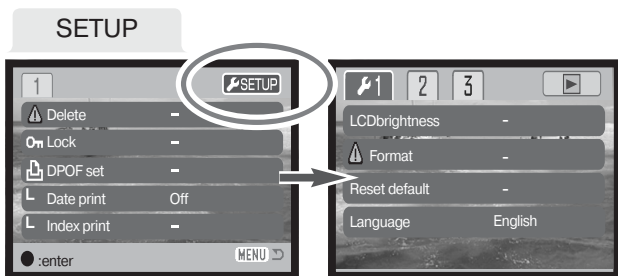 SETUP
1 SETUP
Delete –
Lock –
DPOF set –
Date print Off
Index print –
:enter MENU
1 2 3
LCDbrightness –
Format –
Reset default –
Language English